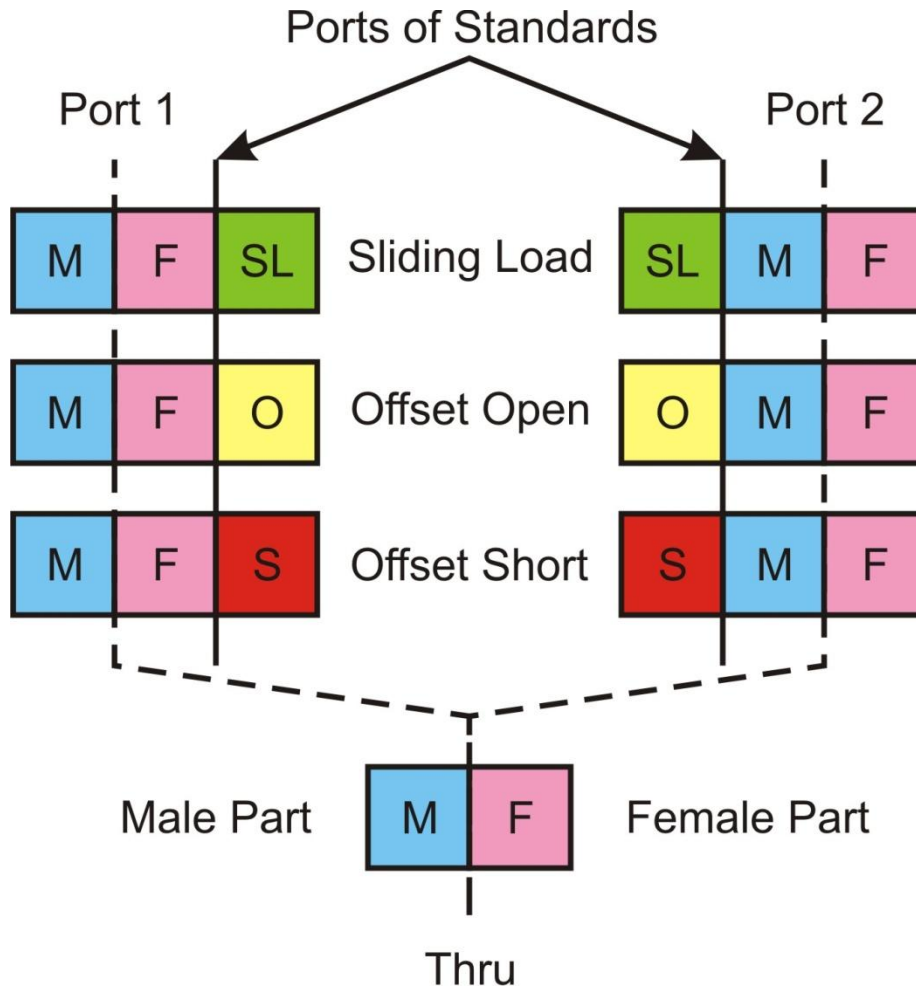 Ports of Standards
Port 1 Port 2
M F SL Sliding Load SL M F
M F O Offset Open O M F
M F S Offset Short S M F
Male Part M F Female Part
Thru